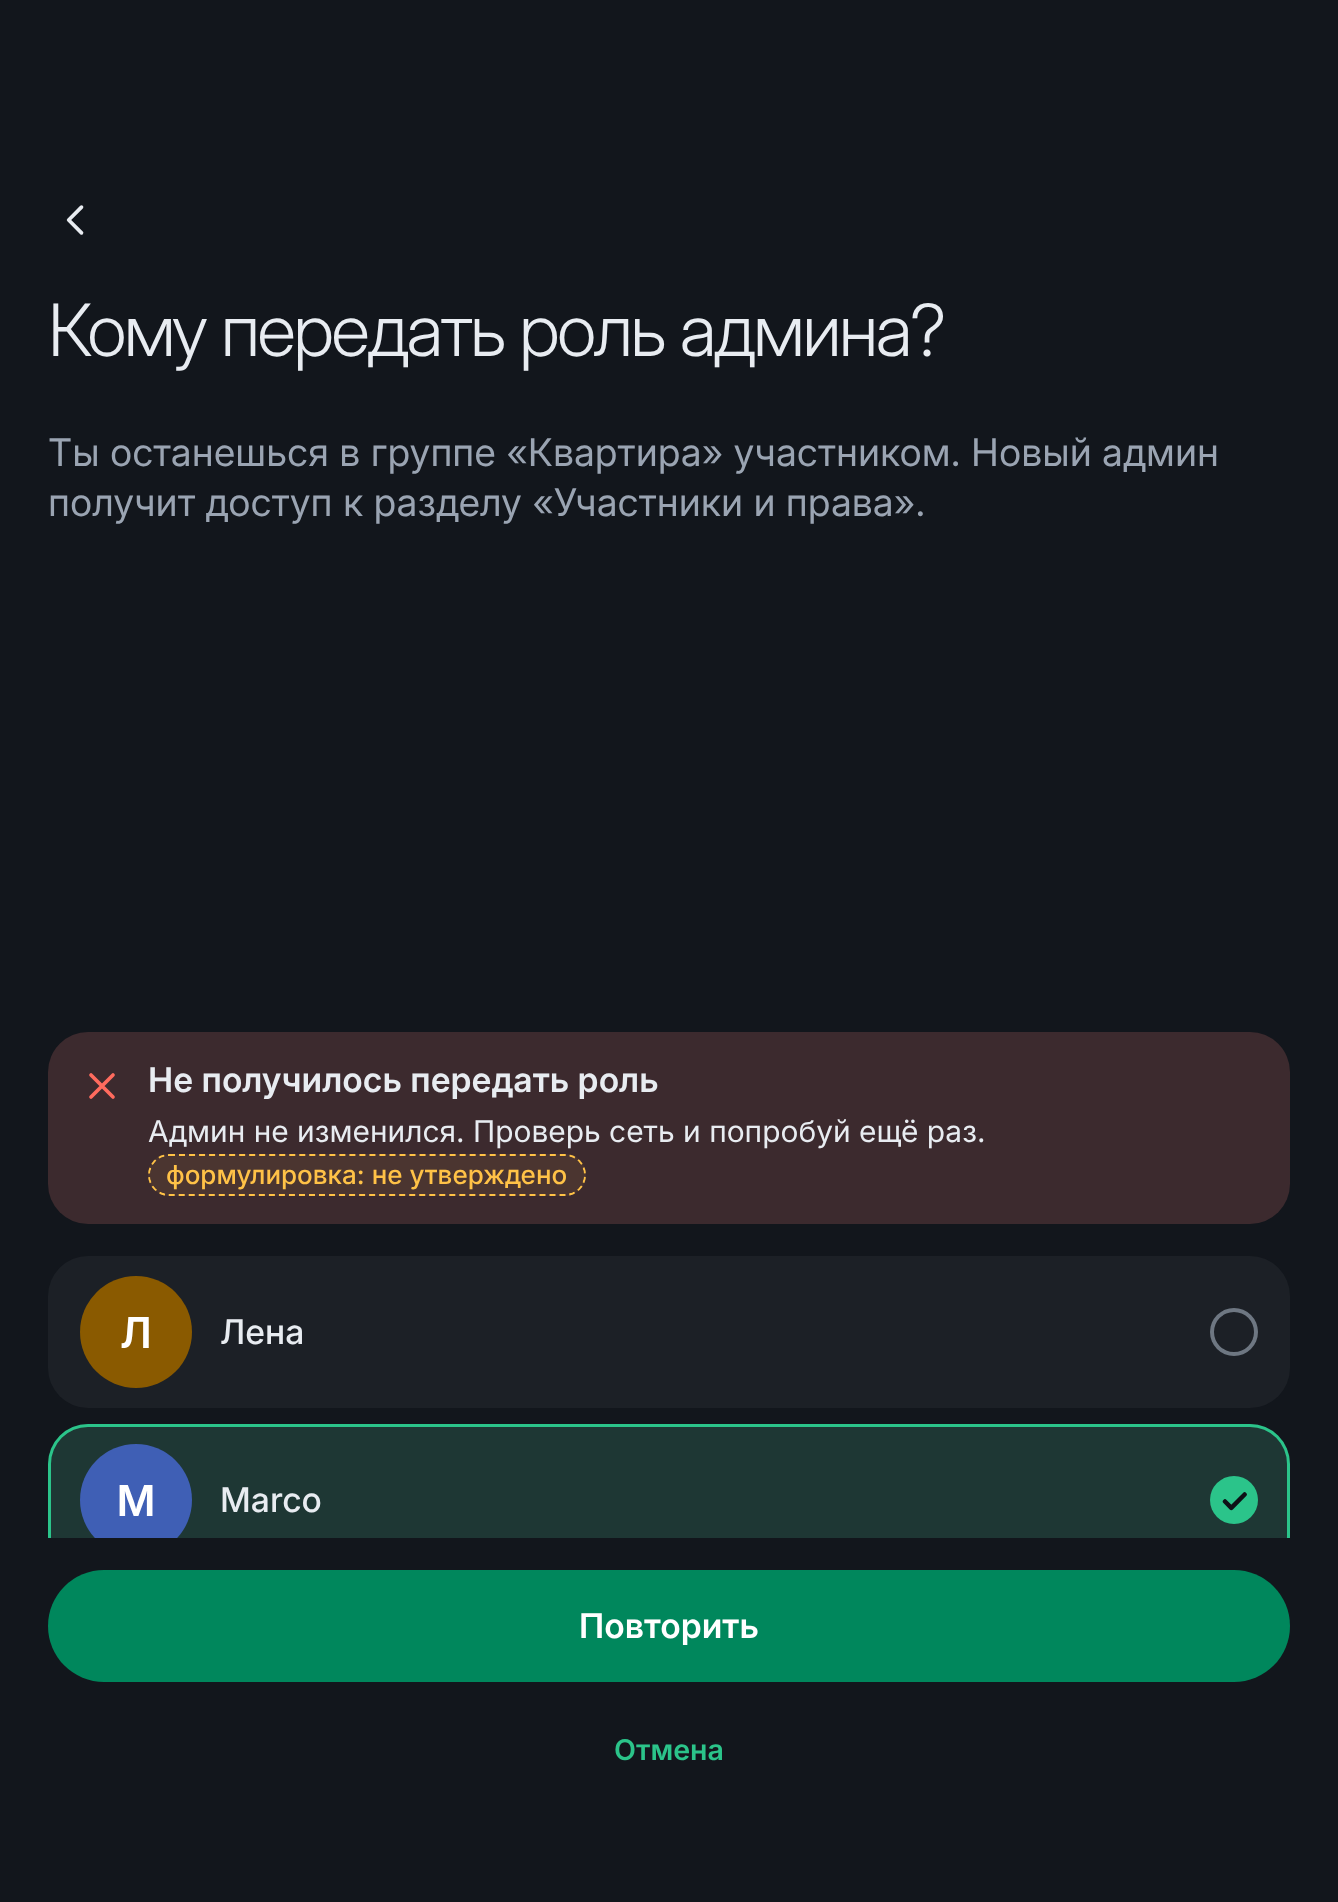 Кому передать роль админа?
Ты останешься в группе «Квартира» участником. Новый админ
получит доступ к разделу «Участники и права».
Не получилось передать роль
Админ не изменился. Проверь сеть и попробуй ещё раз.
формулировка: не утверждено
Л
Лена
M
Marco
Повторить
Отмена